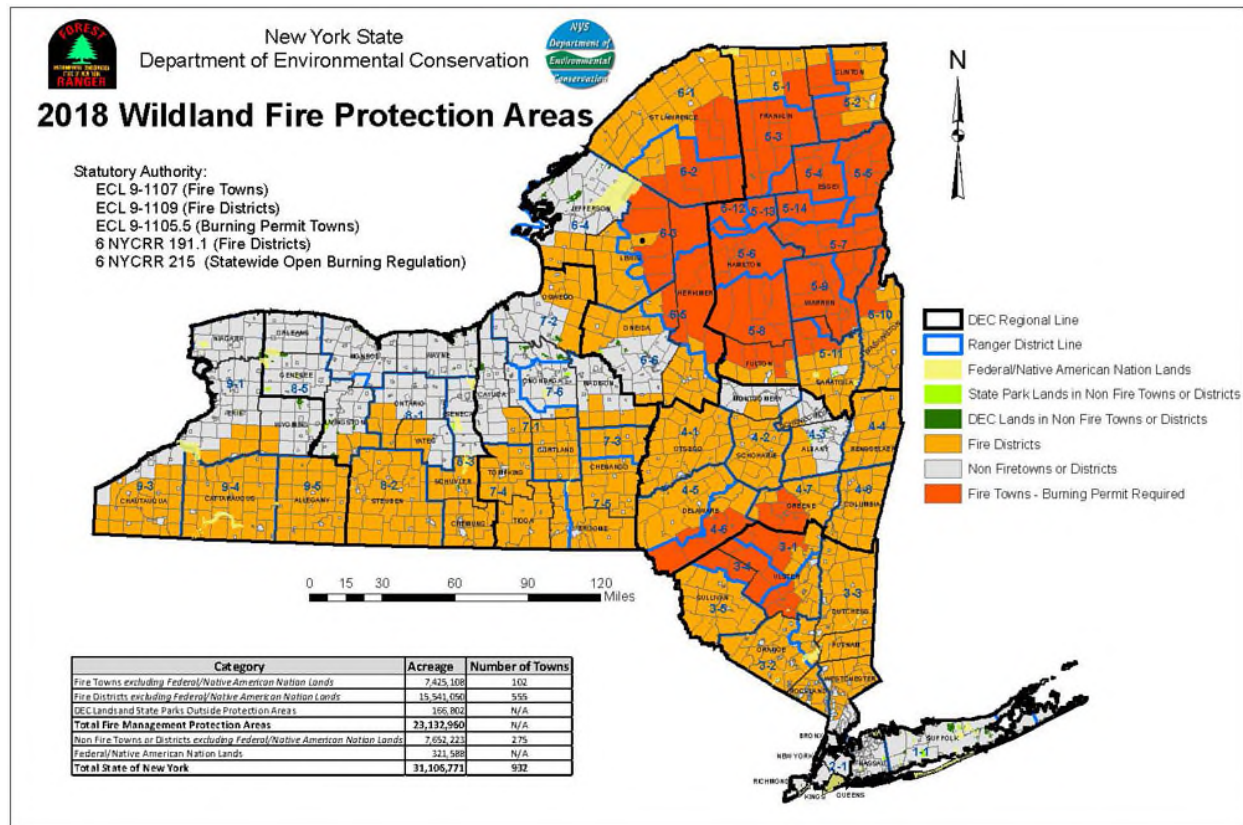 FOREST
RANGER
New York State
Department of Environmental Conservation
NYS
Department of
Environmental
Conservation
2018 Wildland Fire Protection Areas
Statutory Authority:
ECL 9-1107 (Fire Towns)
ECL 9-1109 (Fire Districts)
ECL 9-1105.5 (Burning Permit Towns)
6 NYCRR 191.1 (Fire Districts)
6 NYCRR 215 (Statewide Open Burning Regulation)
N
CLINTON
6-1
5-1
5-2
ST LAWRENCE
FRANKLIN
5-3
6-2
5-4
5-5
ESSEX
JEFFERSON
6-4
5-12
5-13
5-14
6-3
LEWIS
5-6
5-7
HAMILTON
HERKIMER
5-9
WARREN
OSWEGO
7-2
ONEIDA
6-5
5-8
5-10
WASHINGTON
ORLEANS
NIAGARA
MONROE
WAYNE
6-6
FULTON
5-11
SARATOGA
GENESEE
9-1
8-5
ONONDAGA
7-6
MADISON
ONTARIO
8-1
SENECA
CAYUGA
MONTGOMERY
ERIE
WYOMING
LIVINGSTON
YATES
7-1
4-1
OTSEGO
4-2
SCHOHARIE
4-3
ALBANY
4-4
RENSSELAER
CORTLAND
7-3
CHENANGO
8-3
SCHUYLER
TOMPKINS
9-3
CHAUTAUQUA
9-4
CATTARAUGUS
9-5
ALLEGANY
8-2
STEUBEN
CHEMUNG
7-4
TIOGA
7-5
BROOME
4-5
DELAWARE
4-7
GREENE
4-8
COLUMBIA
4-6
3-1
ULSTER
3-4
SULLIVAN
3-5
3-3
DUTCHESS
ORANGE
3-2
PUTNAM
WESTCHESTER
ROCKLAND
BRONX
NEW YORK
2-1
NASSAU
SUFFOLK
1-1
RICHMOND
KINGS
QUEENS
DEC Regional Line
Ranger District Line
Federal/Native American Nation Lands
State Park Lands in Non Fire Towns or Districts
DEC Lands in Non Fire Towns or Districts
Fire Districts
Non Firetowns or Districts
Fire Towns - Burning Permit Required
0 15 30 60 90 120
Miles
Category Acreage Number of Towns
Fire Towns excluding Federal/Native American Nation Lands 7,425,108 102
Fire Districts excluding Federal/Native American Nation Lands 15,541,050 555
DEC Lands and State Parks Outside Protection Areas 166,802 N/A
Total Fire Management Protection Areas 23,132,960 N/A
Non Fire Towns or Districts excluding Federal/Native American Nation Lands 7,652,223 275
Federal/Native American Nation Lands 321,588 N/A
Total State of New York 31,106,771 932